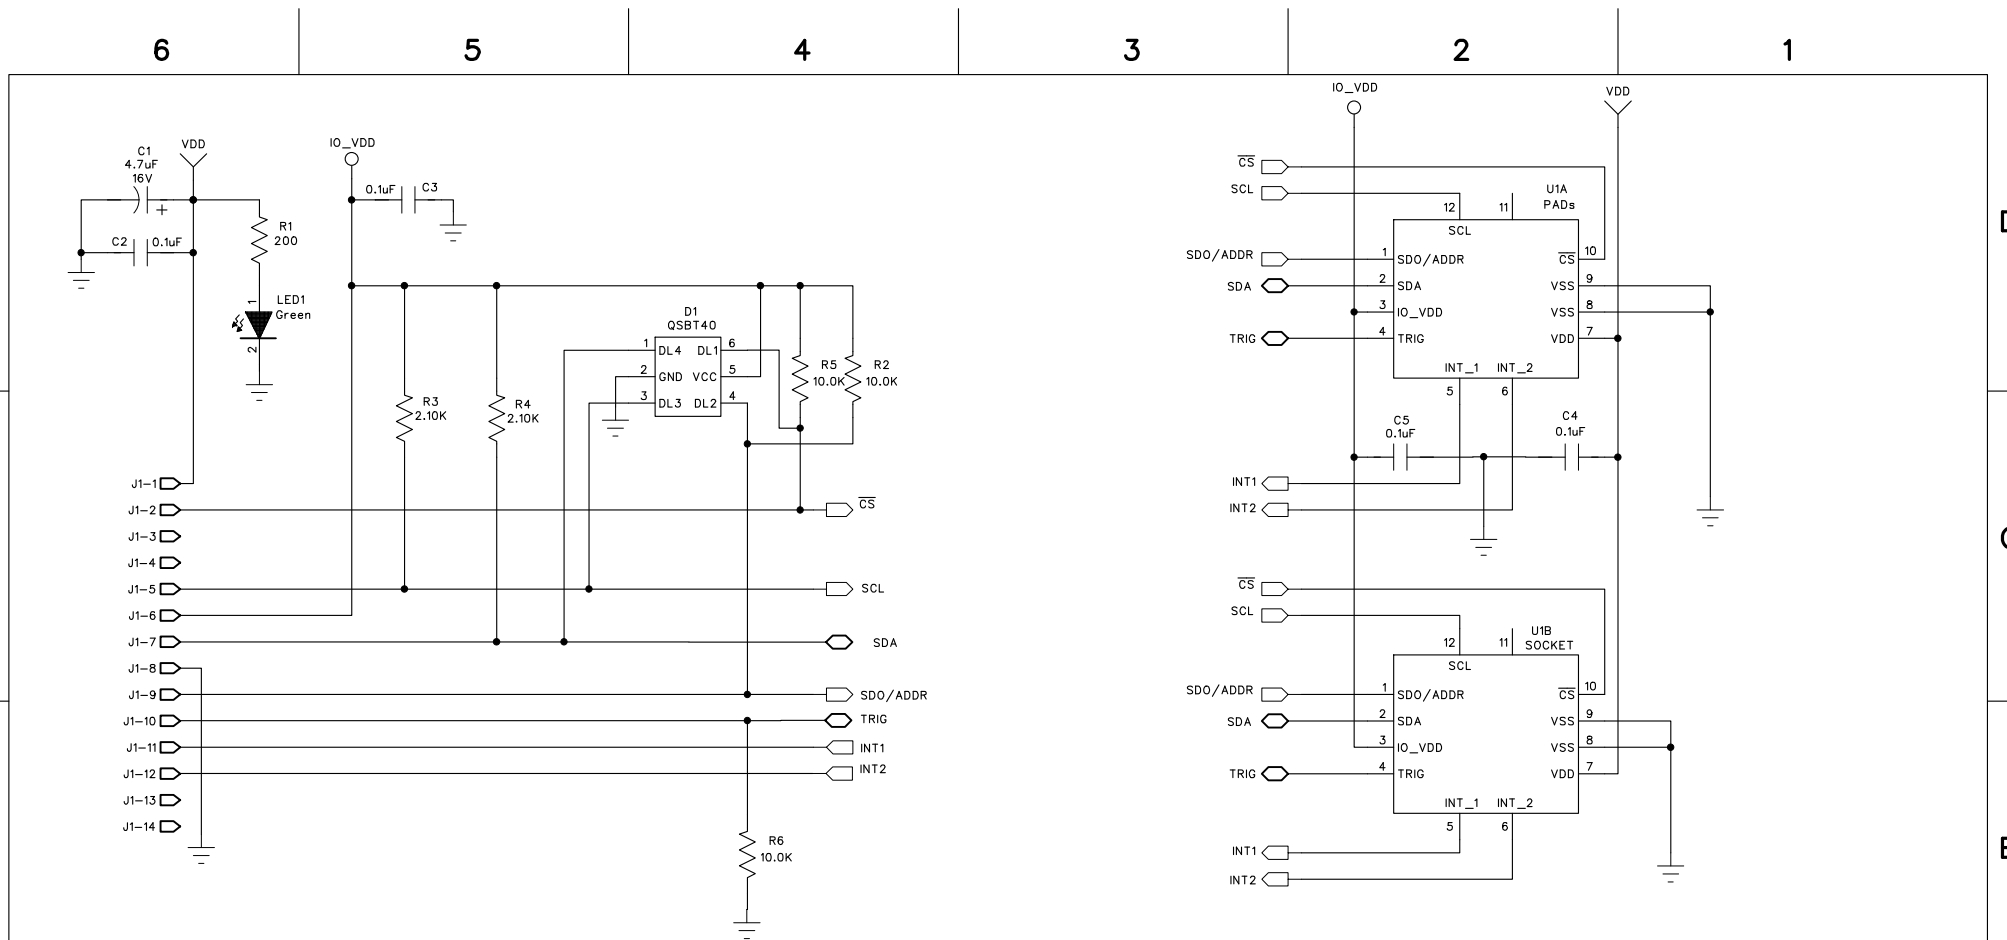 6
5
4
3
2
1
C1
4.7uF
16V
VDD
+
C2
0.1uF
R1
200
1
LED1
Green
2
IO_VDD
0.1uF
C3
R3
2.10K
R4
2.10K
D1
QSBT40
1
DL4
DL1
6
2
GND
VCC
5
3
DL3
DL2
4
R5
10.0K
R2
10.0K
J1-1
J1-2
J1-3
J1-4
J1-5
J1-6
J1-7
J1-8
J1-9
J1-10
J1-11
J1-12
J1-13
J1-14
CS
SCL
SDA
SDO/ADDR
TRIG
INT1
INT2
R6
10.0K
IO_VDD
VDD
CS
SCL
SDO/ADDR
SDA
TRIG
U1A
PADs
12
11
SCL
1
SDO/ADDR
CS
10
2
SDA
VSS
9
3
IO_VDD
VSS
8
4
TRIG
VDD
7
INT_1
INT_2
5
6
C5
0.1uF
C4
0.1uF
INT1
INT2
CS
SCL
SDO/ADDR
SDA
TRIG
U1B
SOCKET
12
11
SCL
1
SDO/ADDR
CS
10
2
SDA
VSS
9
3
IO_VDD
VSS
8
4
TRIG
VDD
7
INT_1
INT_2
5
6
INT1
INT2